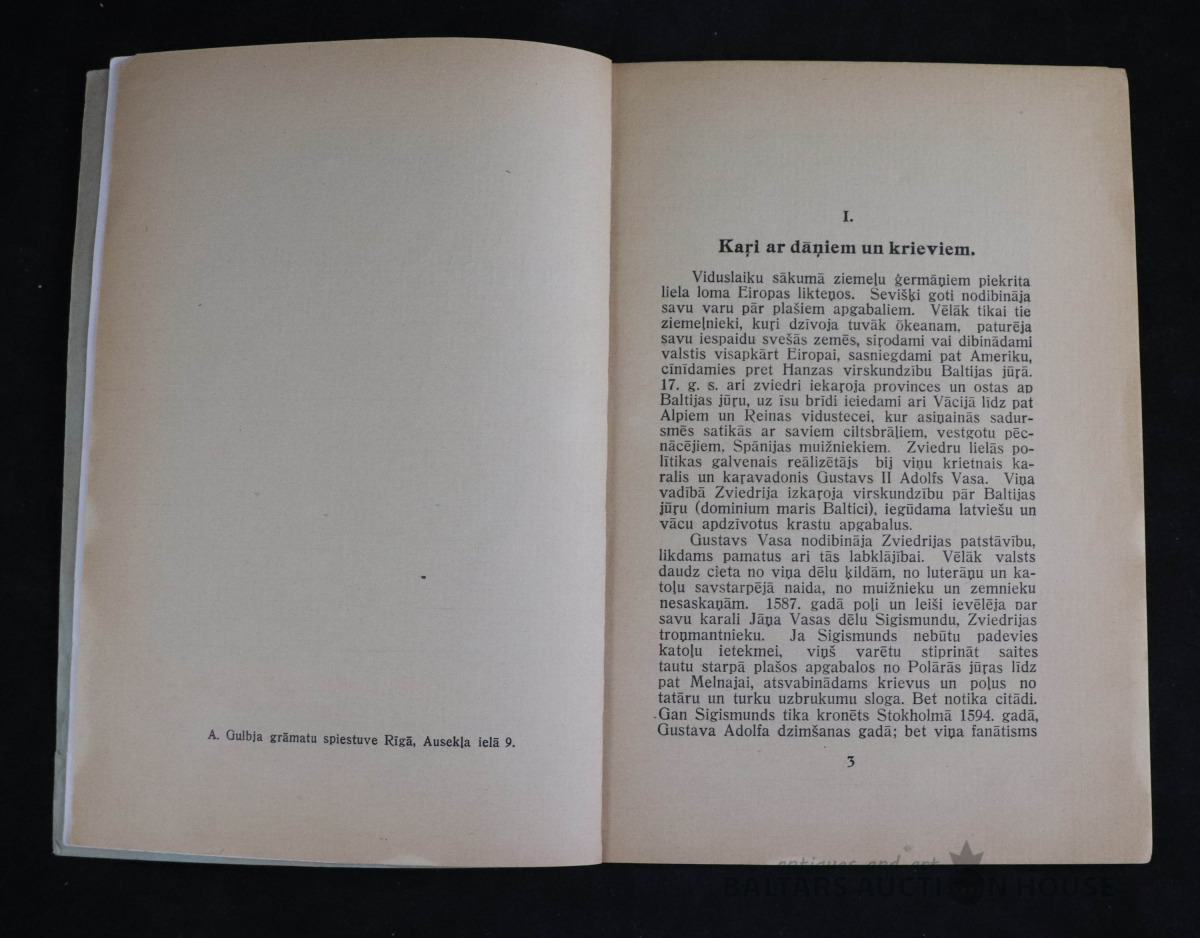 A. Gulbja grāmatu spiestuve Rīgā, Ausekļa ielā 9.
I.
Kaŗi ar dāņiem un krieviem.
Viduslaiku sākumā ziemeļu ģermāņiem piekrita
liela loma Eiropas likteņos. Sevišķi goti nodibināja
savu varu pār plašiem apgabaliem. Vēlāk tikai tie
ziemeļnieki, kuŗi dzīvoja tuvāk ōkeanam, paturēja
savu iespaidu svešās zemēs, siŗodami vai dibinādami
valstis visapkārt Eiropai, sasniegdami pat Ameriku,
cīnīdamies pret Hanzas virskundzību Baltijas jūŗā.
17. g. s. ari zviedri iekaŗoja provinces un ostas ap
Baltijas jūŗu, uz īsu brīdi ieiedami ari Vācijā līdz pat
Alpiem un Reinas vidustecei, kur asiņainās sadur-
smēs satikās ar saviem ciltsbrāļiem, vestgotu pēc-
nācējiem, Spānijas muižniekiem. Zviedru lielās po-
lītikas galvenais reālizētājs bij viņu krietnais ka-
ralis un kaŗavadonis Gustavs II Adolfs Vasa. Viņa
vadībā Zviedrija izkaŗoja virskundzību pār Baltijas
jūŗu (dominium maris Baltici), iegūdama latviešu un
vācu apdzīvotus krastu apgabalus.
Gustavs Vasa nodibināja Zviedrijas patstāvību,
likdams pamatus ari tās labklājībai. Vēlāk valsts
daudz cieta no viņa dēlu ķildām, no luterāņu un ka-
toļu savstarpējā naida, no muižnieku un zemnieku
nesaskaņām. 1587. gadā poļi un leiši ievēlēja par
savu karali Jāņa Vasas dēlu Sigismundu, Zviedrijas
troņmantnieku. Ja Sigismunds nebūtu padevies
katoļu ietekmei, viņš varētu stiprināt saites
tautu starpā plašos apgabalos no Polārās jūras līdz
pat Melnajai, atsvabinādams krievus un poļus no
tatāru un turku uzbrukumu sloga. Bet notika citādi.
Gan Sigismunds tika kronēts Stokholmā 1594. gadā,
Gustava Adolfa dzimšanas gadā; bet viņa fanātisms
3
antiques and art
BALTARS AUCTION HOUSE